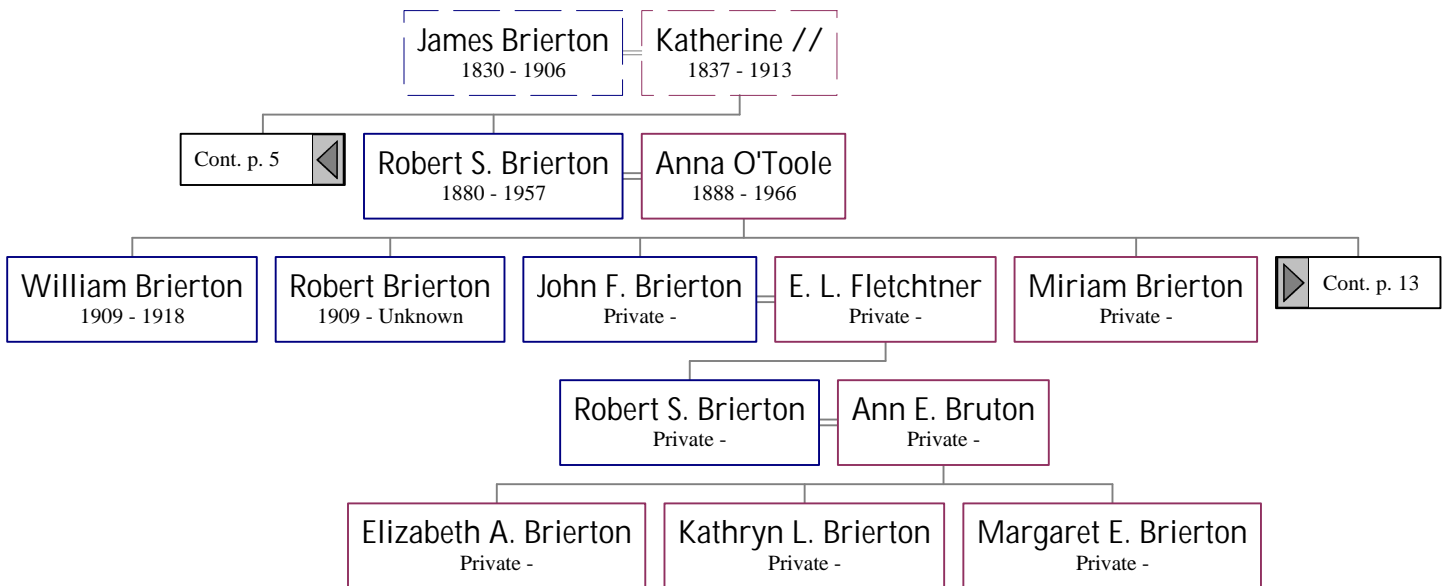 James Brierton
1830 - 1906
Katherine //
1837 - 1913
Cont. p. 5
Robert S. Brierton
1880 - 1957
Anna O'Toole
1888 - 1966
William Brierton
1909 - 1918
Robert Brierton
1909 - Unknown
John F. Brierton
Private -
E. L. Fletchtner
Private -
Miriam Brierton
Private -
Cont. p. 13
Robert S. Brierton
Private -
Ann E. Bruton
Private -
Elizabeth A. Brierton
Private -
Kathryn L. Brierton
Private -
Margaret E. Brierton
Private -